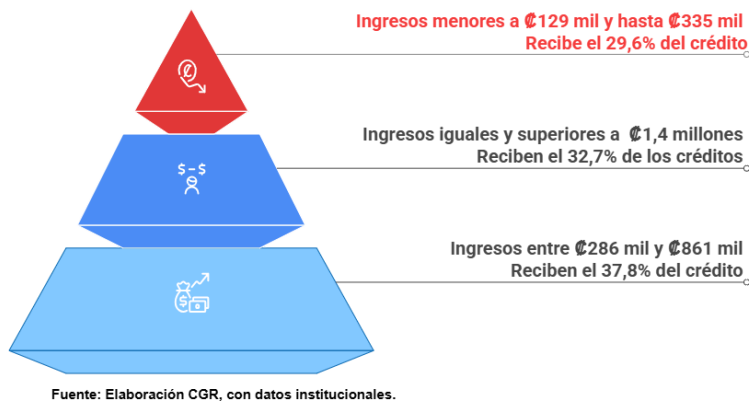 Ingresos menores a ₡129 mil y hasta ₡335 mil
Recibe el 29,6% del crédito
₡
Ingresos iguales y superiores a ₡1,4 millones
Reciben el 32,7% de los créditos
$-$
Ingresos entre ₡286 mil y ₡861 mil
Reciben el 37,8% del crédito
$
Fuente: Elaboración CGR, con datos institucionales.